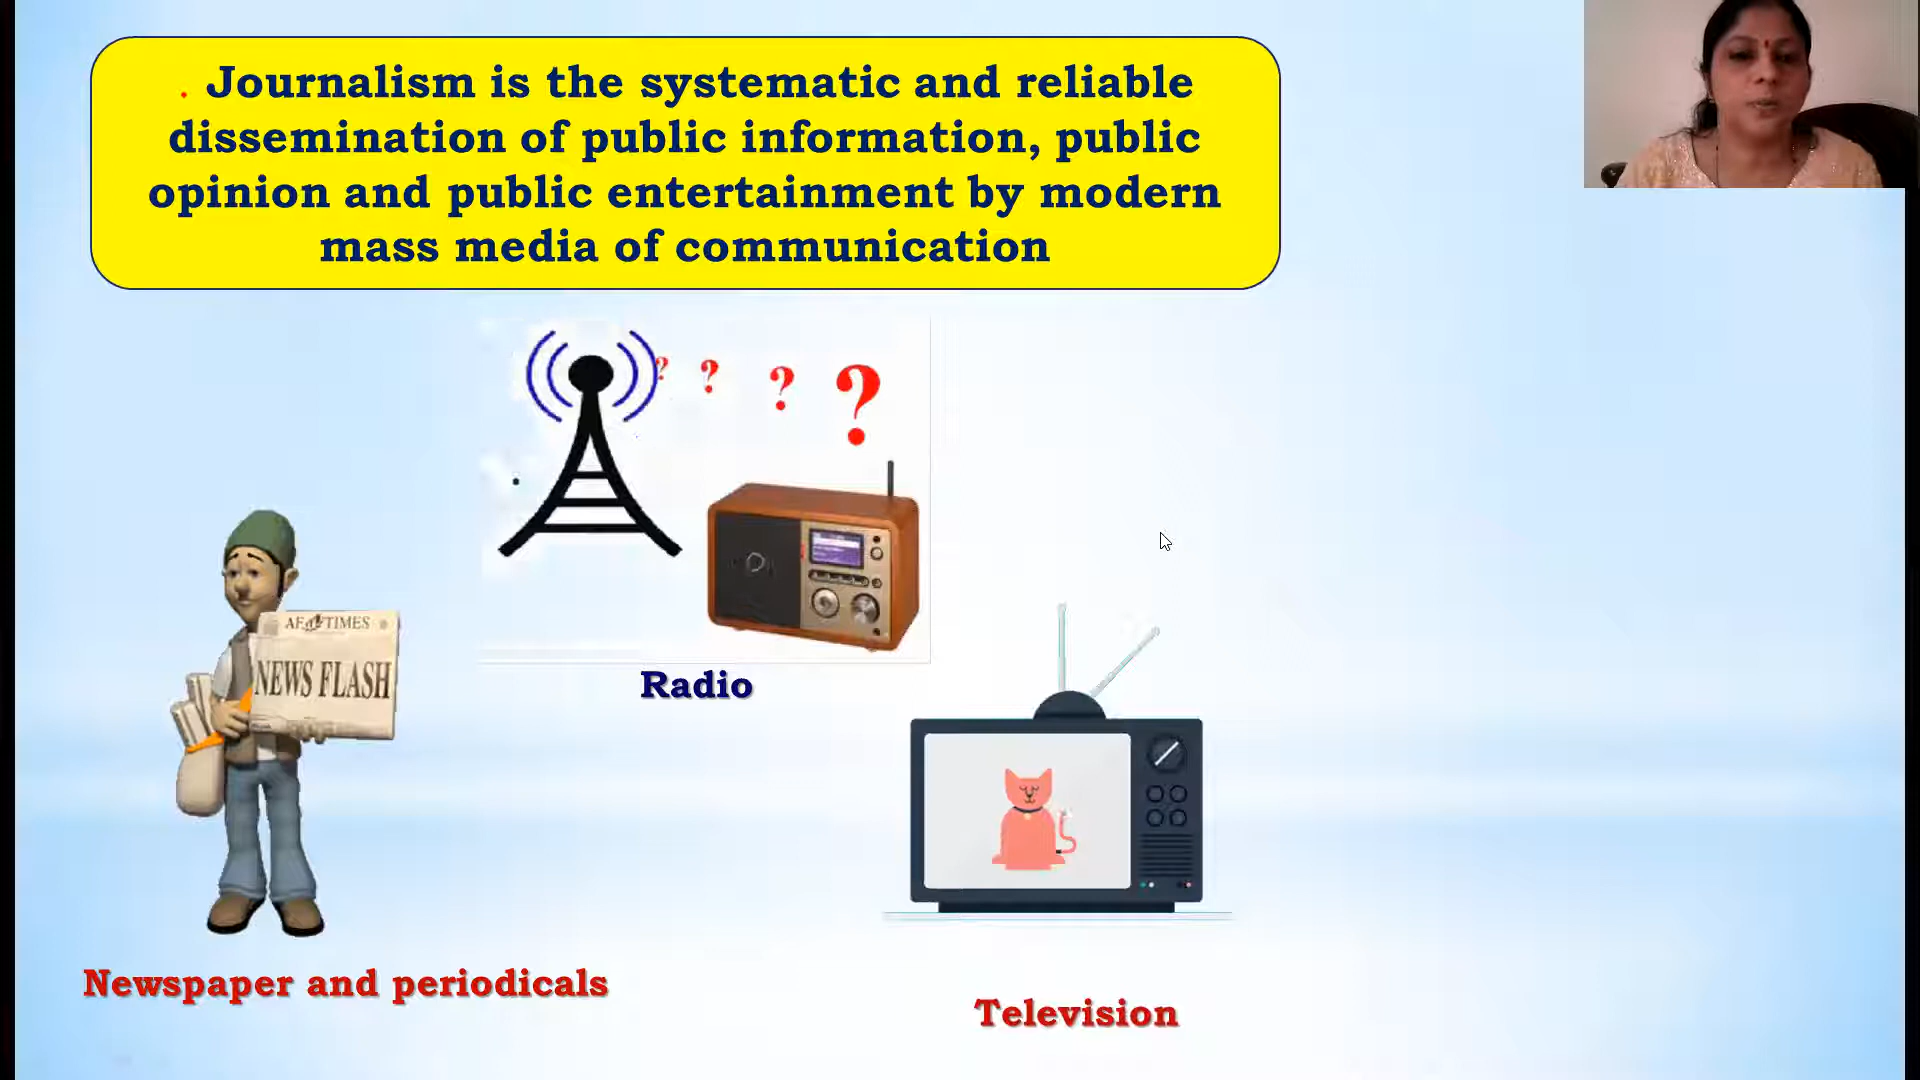 . Journalism is the systematic and reliable
dissemination of public information, public
opinion and public entertainment by modern
mass media of communication
? ? ? ?
AF TIMES
NEWS FLASH
Radio
Newspaper and periodicals
Television